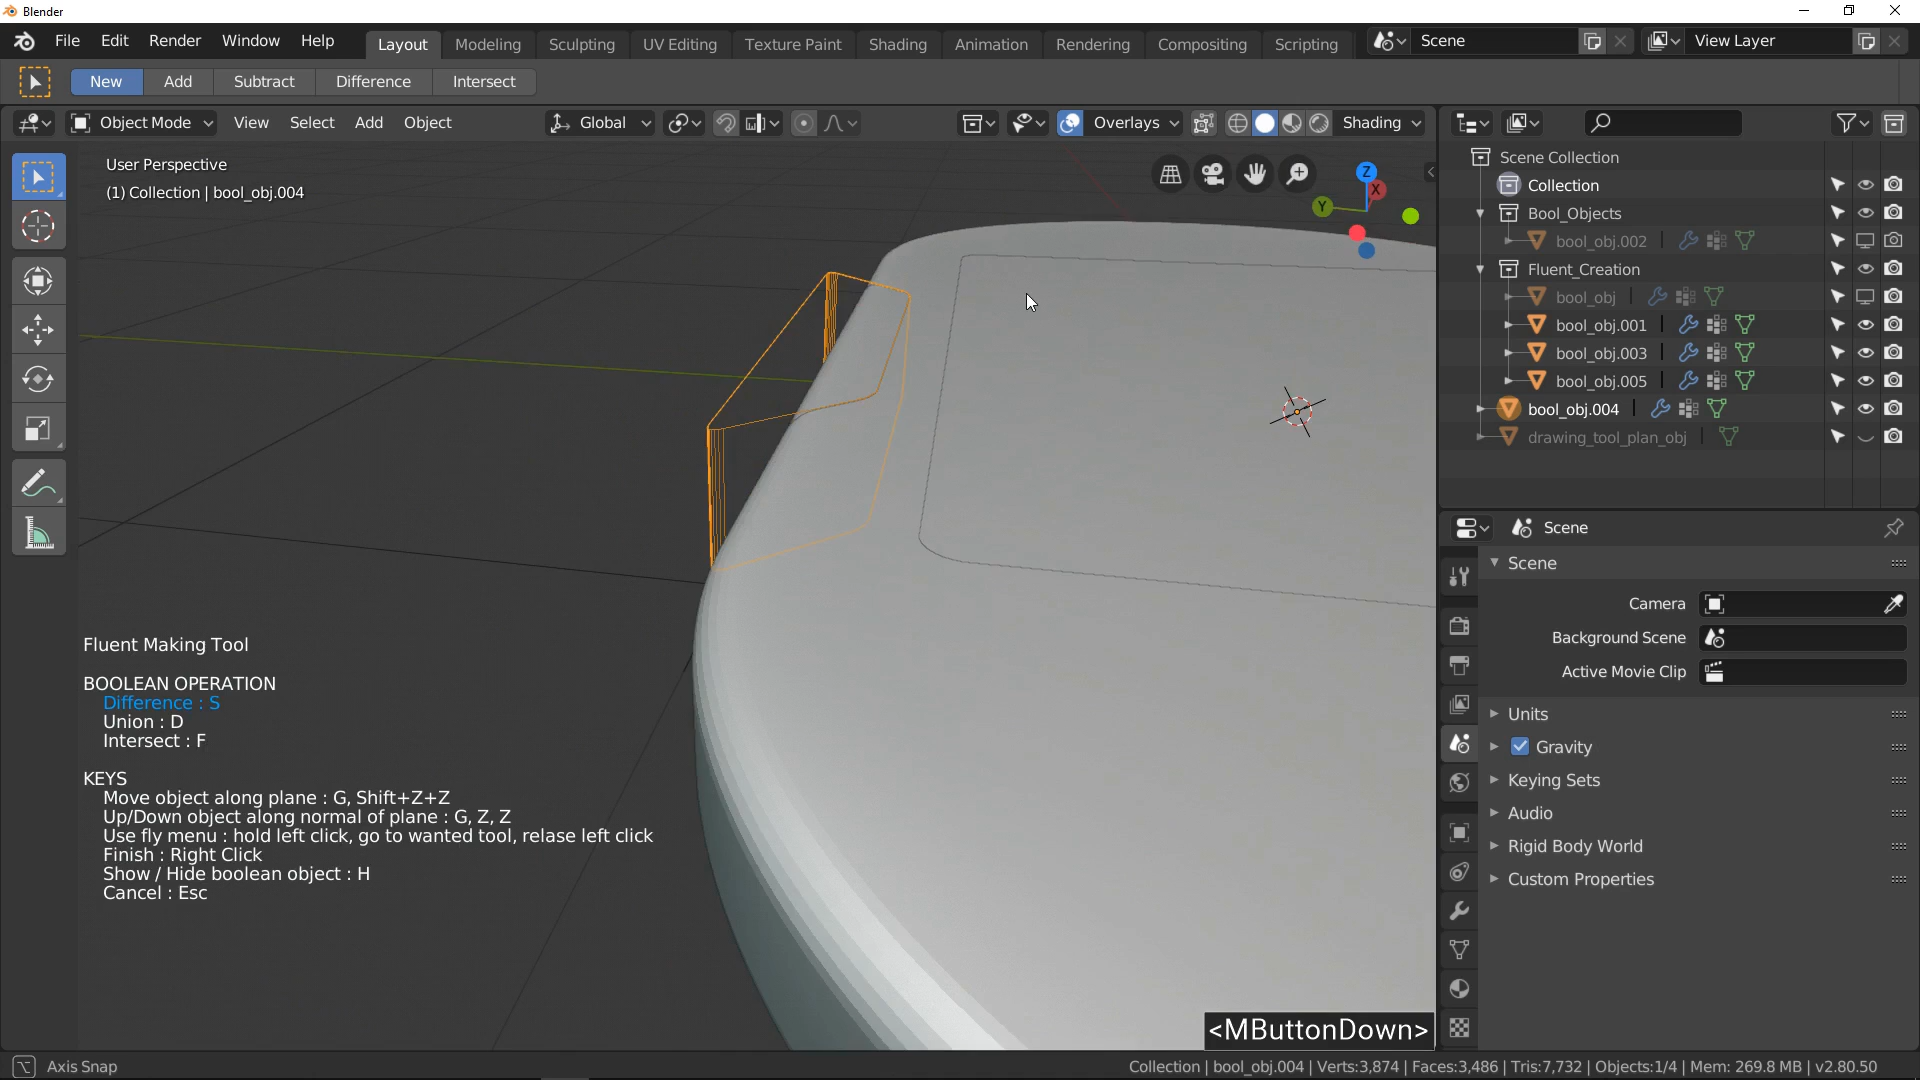 Blender
File Edit Render Window Help
Layout Modeling Sculpting UV Editing Texture Paint Shading Animation Rendering Compositing Scripting
Scene
View Layer
New Add Subtract Difference Intersect
Object Mode View Select Add Object
Global
Overlays
Shading
User Perspective
(1) Collection | bool_obj.004
Z
X
Y
Fluent Making Tool
BOOLEAN OPERATION
Difference : S
Union : D
Intersect : F
KEYS
Move object along plane : G, Shift+Z+Z
Up/Down object along normal of plane : G, Z, Z
Use fly menu : hold left click, go to wanted tool, relase left click
Finish : Right Click
Show / Hide boolean object : H
Cancel : Esc
<MButtonDown>
Scene Collection
Collection
Bool_Objects
bool_obj.002
Fluent_Creation
bool_obj
bool_obj.001
bool_obj.003
bool_obj.005
bool_obj.004
drawing_tool_plan_obj
Scene
Scene
Camera
Background Scene
Active Movie Clip
Units
Gravity
Keying Sets
Audio
Rigid Body World
Custom Properties
Axis Snap
Collection | bool_obj.004 | Verts:3,874 | Faces:3,486 | Tris:7,732 | Objects:1/4 | Mem: 269.8 MB | v2.80.50